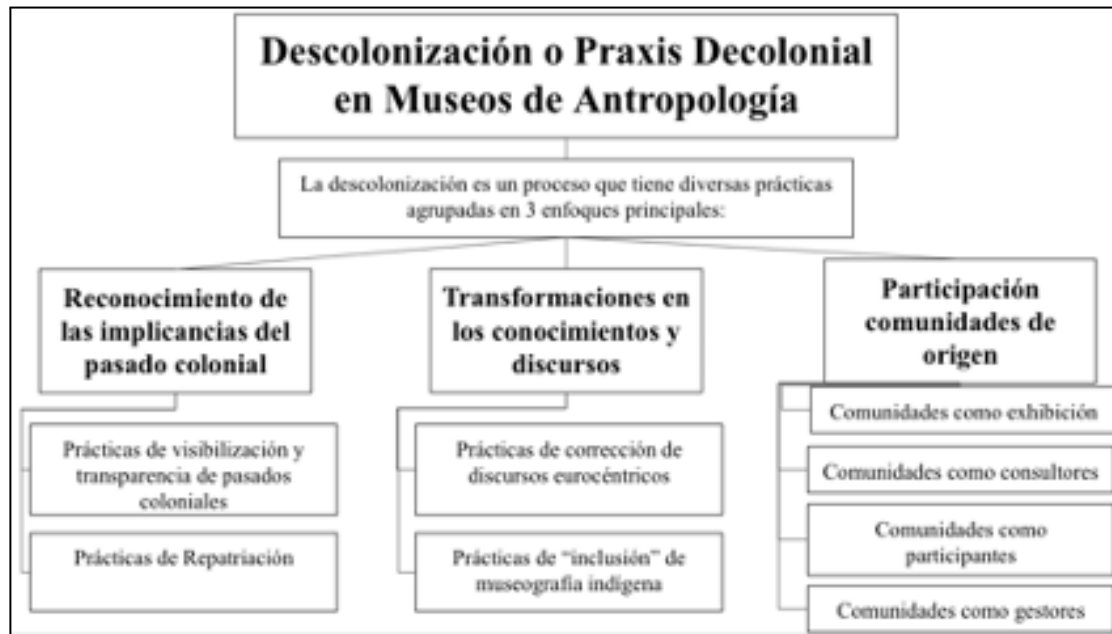 Descolonización o Praxis Decolonial
en Museos de Antropología
La descolonización es un proceso que tiene diversas prácticas
agrupadas en 3 enfoques principales:
Reconocimiento de
las implicancias del
pasado colonial
Prácticas de visibilización y
transparencia de pasados
coloniales
Prácticas de Repatriación
Transformaciones en
los conocimientos y
discursos
Prácticas de corrección de
discursos eurocéntricos
Prácticas de “inclusión” de
museografía indígena
Participación
comunidades de
origen
Comunidades como exhibición
Comunidades como consultores
Comunidades como
participantes
Comunidades como gestores